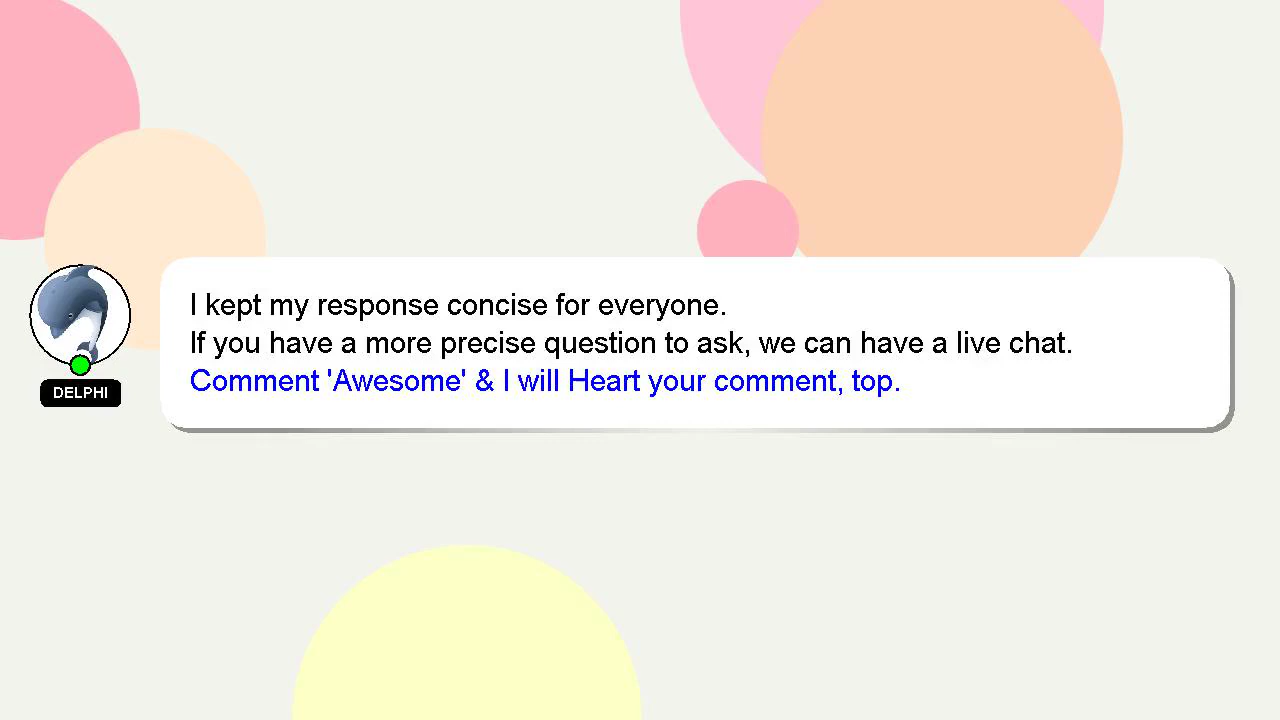 I kept my response concise for everyone.
If you have a more precise question to ask, we can have a live chat.
Comment 'Awesome' & I will Heart your comment, top.
DELPHI